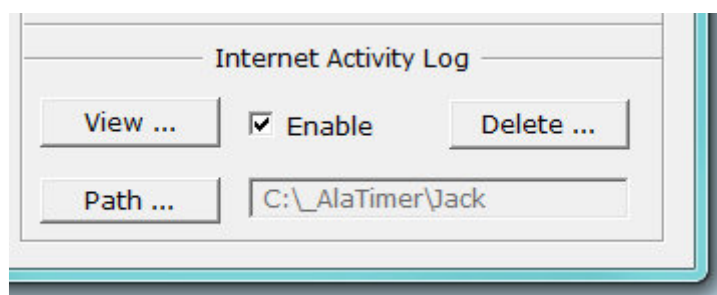 Internet Activity Log
View ... Enable Delete ...
Path ... C:\_AlaTimer\Jack